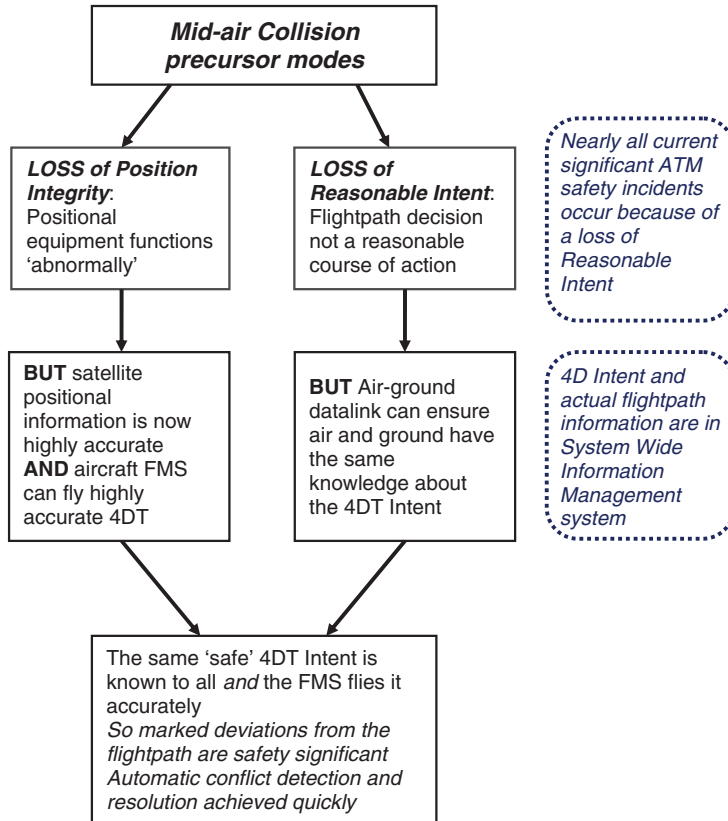 Mid-air Collision
precursor modes
LOSS of Position
Integrity:
Positional
equipment functions
‘abnormally’
LOSS of
Reasonable Intent:
Flightpath decision
not a reasonable
course of action
Nearly all current
significant ATM
safety incidents
occur because of
a loss of
Reasonable
Intent
BUT satellite
positional
information is now
highly accurate
AND aircraft FMS
can fly highly
accurate 4DT
BUT Air-ground
datalink can ensure
air and ground have
the same
knowledge about
the 4DT Intent
4D Intent and
actual flightpath
information are in
System Wide
Information
Management
system
The same ‘safe’ 4DT Intent is
known to all and the FMS flies it
accurately
So marked deviations from the
flightpath are safety significant
Automatic conflict detection and
resolution achieved quickly